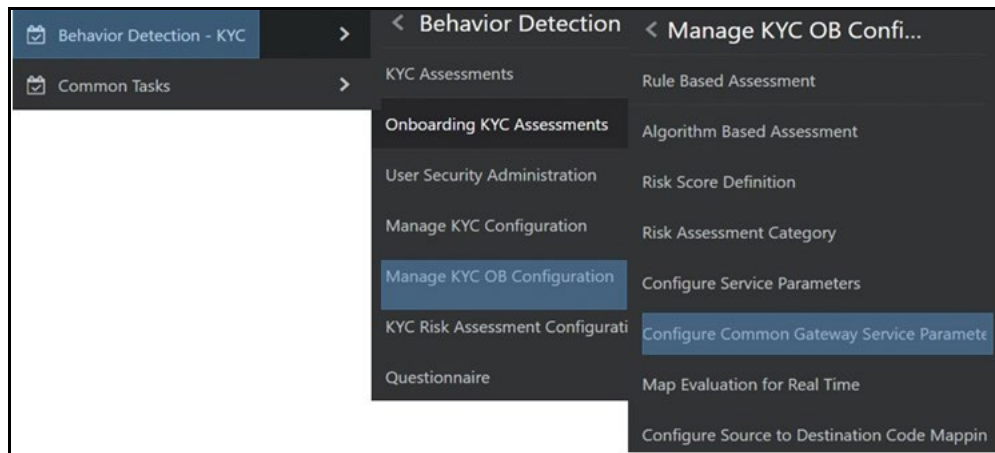 Behavior Detection - KYC
Common Tasks
Behavior Detection
KYC Assessments
Onboarding KYC Assessments
User Security Administration
Manage KYC Configuration
Manage KYC OB Configuration
KYC Risk Assessment Configurati
Questionnaire
Manage KYC OB Confi...
Rule Based Assessment
Algorithm Based Assessment
Risk Score Definition
Risk Assessment Category
Configure Service Parameters
Configure Common Gateway Service Paramete
Map Evaluation for Real Time
Configure Source to Destination Code Mappin